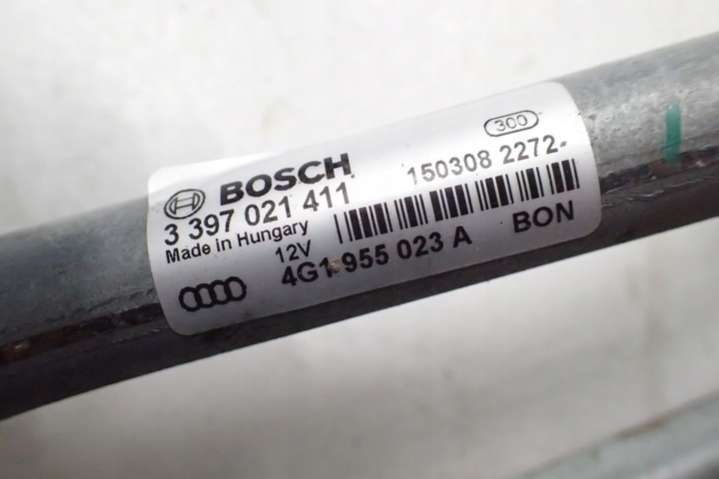 300
BOSCH 150308 2272-
3 397 021 411
Made in Hungary
12V BON
4G1 955 023 A